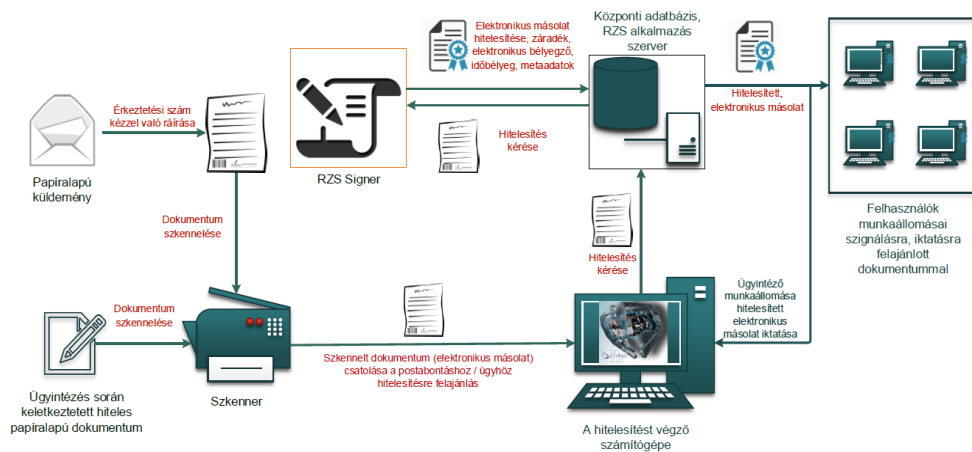 Elektronikus másolat
hitelesítése, záradék,
elektronikus bélyegző,
időbélyeg, metaadatok
Központi adatbázis,
RZS alkalmazás
szerver
Hitelesített,
elektronikus másolat
Érkeztetési szám
kézzel való ráírása
Papíralapú
küldemény
Hitelesítés
kérése
RZS Signer
Felhasználók
munkaállomásai
szignálásra, iktatásra
felajánlott
dokumentummal
Dokumentum
szkennelése
Hitelesítés
kérése
Ügyintéző
munkaállomása
hitelesített
elektronikus
másolat iktatása
Dokumentum
szkennelése
Szkennelt dokumentum (elektronikus másolat)
csatolása a postabontáshoz / ügyhöz
hitelesítésre felajánlás
Szkenner
Ügyintézés során
keletkeztetett hiteles
papíralapú dokumentum
A hitelesítést végző
számítógépe